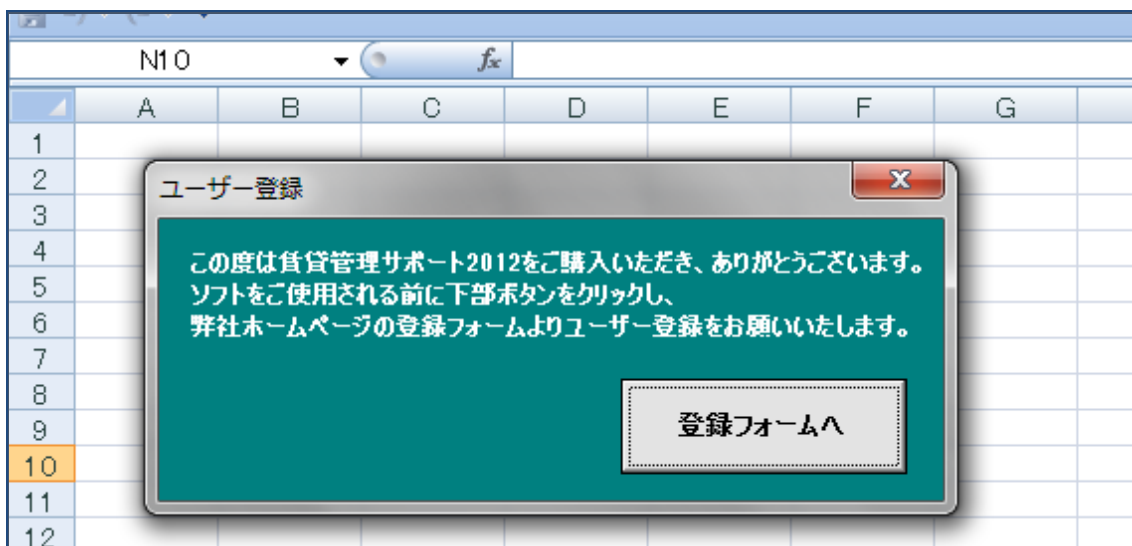 N10
fx
A B C D E F G
1
2
ユーザー登録
X
3
4
この度は賃貸管理サポート2012をご購入いただき、ありがとうございます。
5
ソフトをご使用される前に下部ボタンをクリックし、
6
弊社ホームページの登録フォームよりユーザー登録をお願いいたします。
7
8
9
登録フォームへ
10
11
12